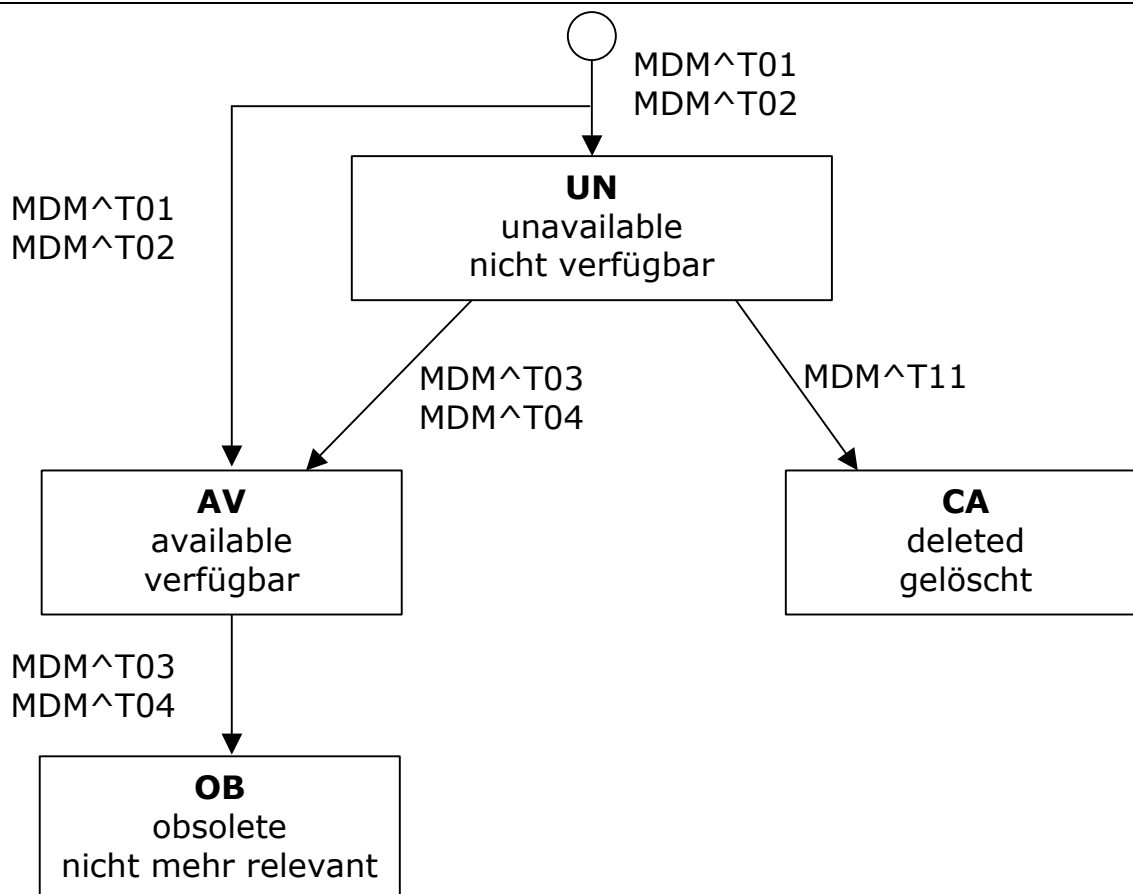 MDM^T01
MDM^T02
UN
unavailable
nicht verfügbar
MDM^T01
MDM^T02
MDM^T03
MDM^T04
MDM^T11
AV
available
verfügbar
CA
deleted
gelöscht
MDM^T03
MDM^T04
OB
obsolete
nicht mehr relevant